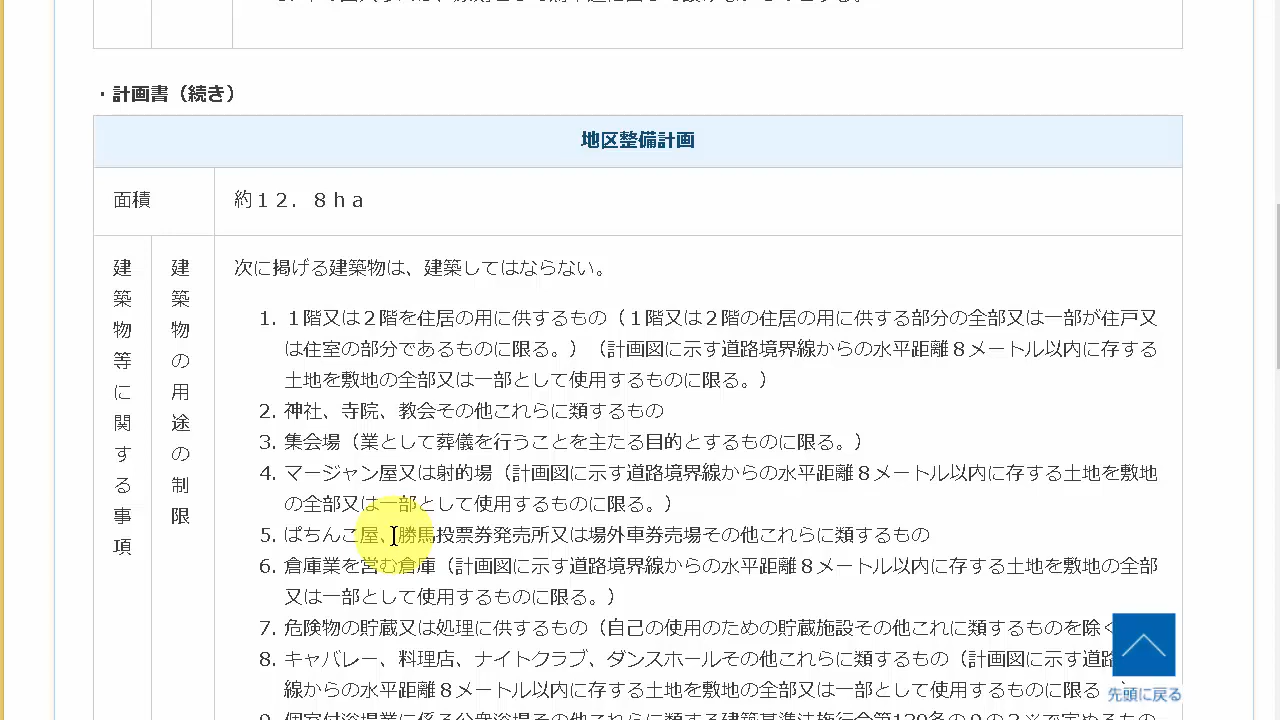 ・計画書（続き）
地区整備計画
面積
約１２．８ｈａ
建築物等に関する事項
建築物の用途の制限
次に掲げる建築物は、建築してはならない。
1. １階又は２階を住居の用に供するもの（１階又は２階の住居の用に供する部分の全部又は一部が住戸又
は住室の部分であるものに限る。）（計画図に示す道路境界線からの水平距離８メートル以内に存する
土地を敷地の全部又は一部として使用するものに限る。）
2. 神社、寺院、教会その他これらに類するもの
3. 集会場（業として葬儀を行うことを主たる目的とするものに限る。）
4. マージャン屋又は射的場（計画図に示す道路境界線からの水平距離８メートル以内に存する土地を敷地
の全部又は一部として使用するものに限る。）
5. ぱちんこ屋、勝馬投票券発売所又は場外車券売場その他これらに類するもの
6. 倉庫業を営む倉庫（計画図に示す道路境界線からの水平距離８メートル以内に存する土地を敷地の全部
又は一部として使用するものに限る。）
7. 危険物の貯蔵又は処理に供するもの（自己の使用のための貯蔵施設その他これに類するものを除く
8. キャバレー、料理店、ナイトクラブ、ダンスホールその他これらに類するもの（計画図に示す道路
線からの水平距離８メートル以内に存する土地を敷地の全部又は一部として使用するものに限る。）
先頭に戻る